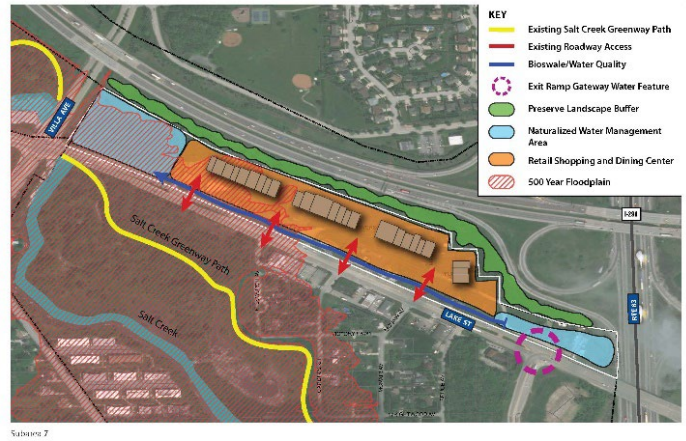 KEY
Existing Salt Creek Greenway Path
Existing Roadway Access
Bioswale/Water Quality
Exit Ramp Gateway Water Feature
Preserve Landscape Buffer
Naturalized Water Management
Area
Retail Shopping and Dining Center
500 Year Floodplain
VILLA AVE
I-290
RTE 83
Salt Creek Greenway Path
Salt Creek
LAKE ST
Subarea 7